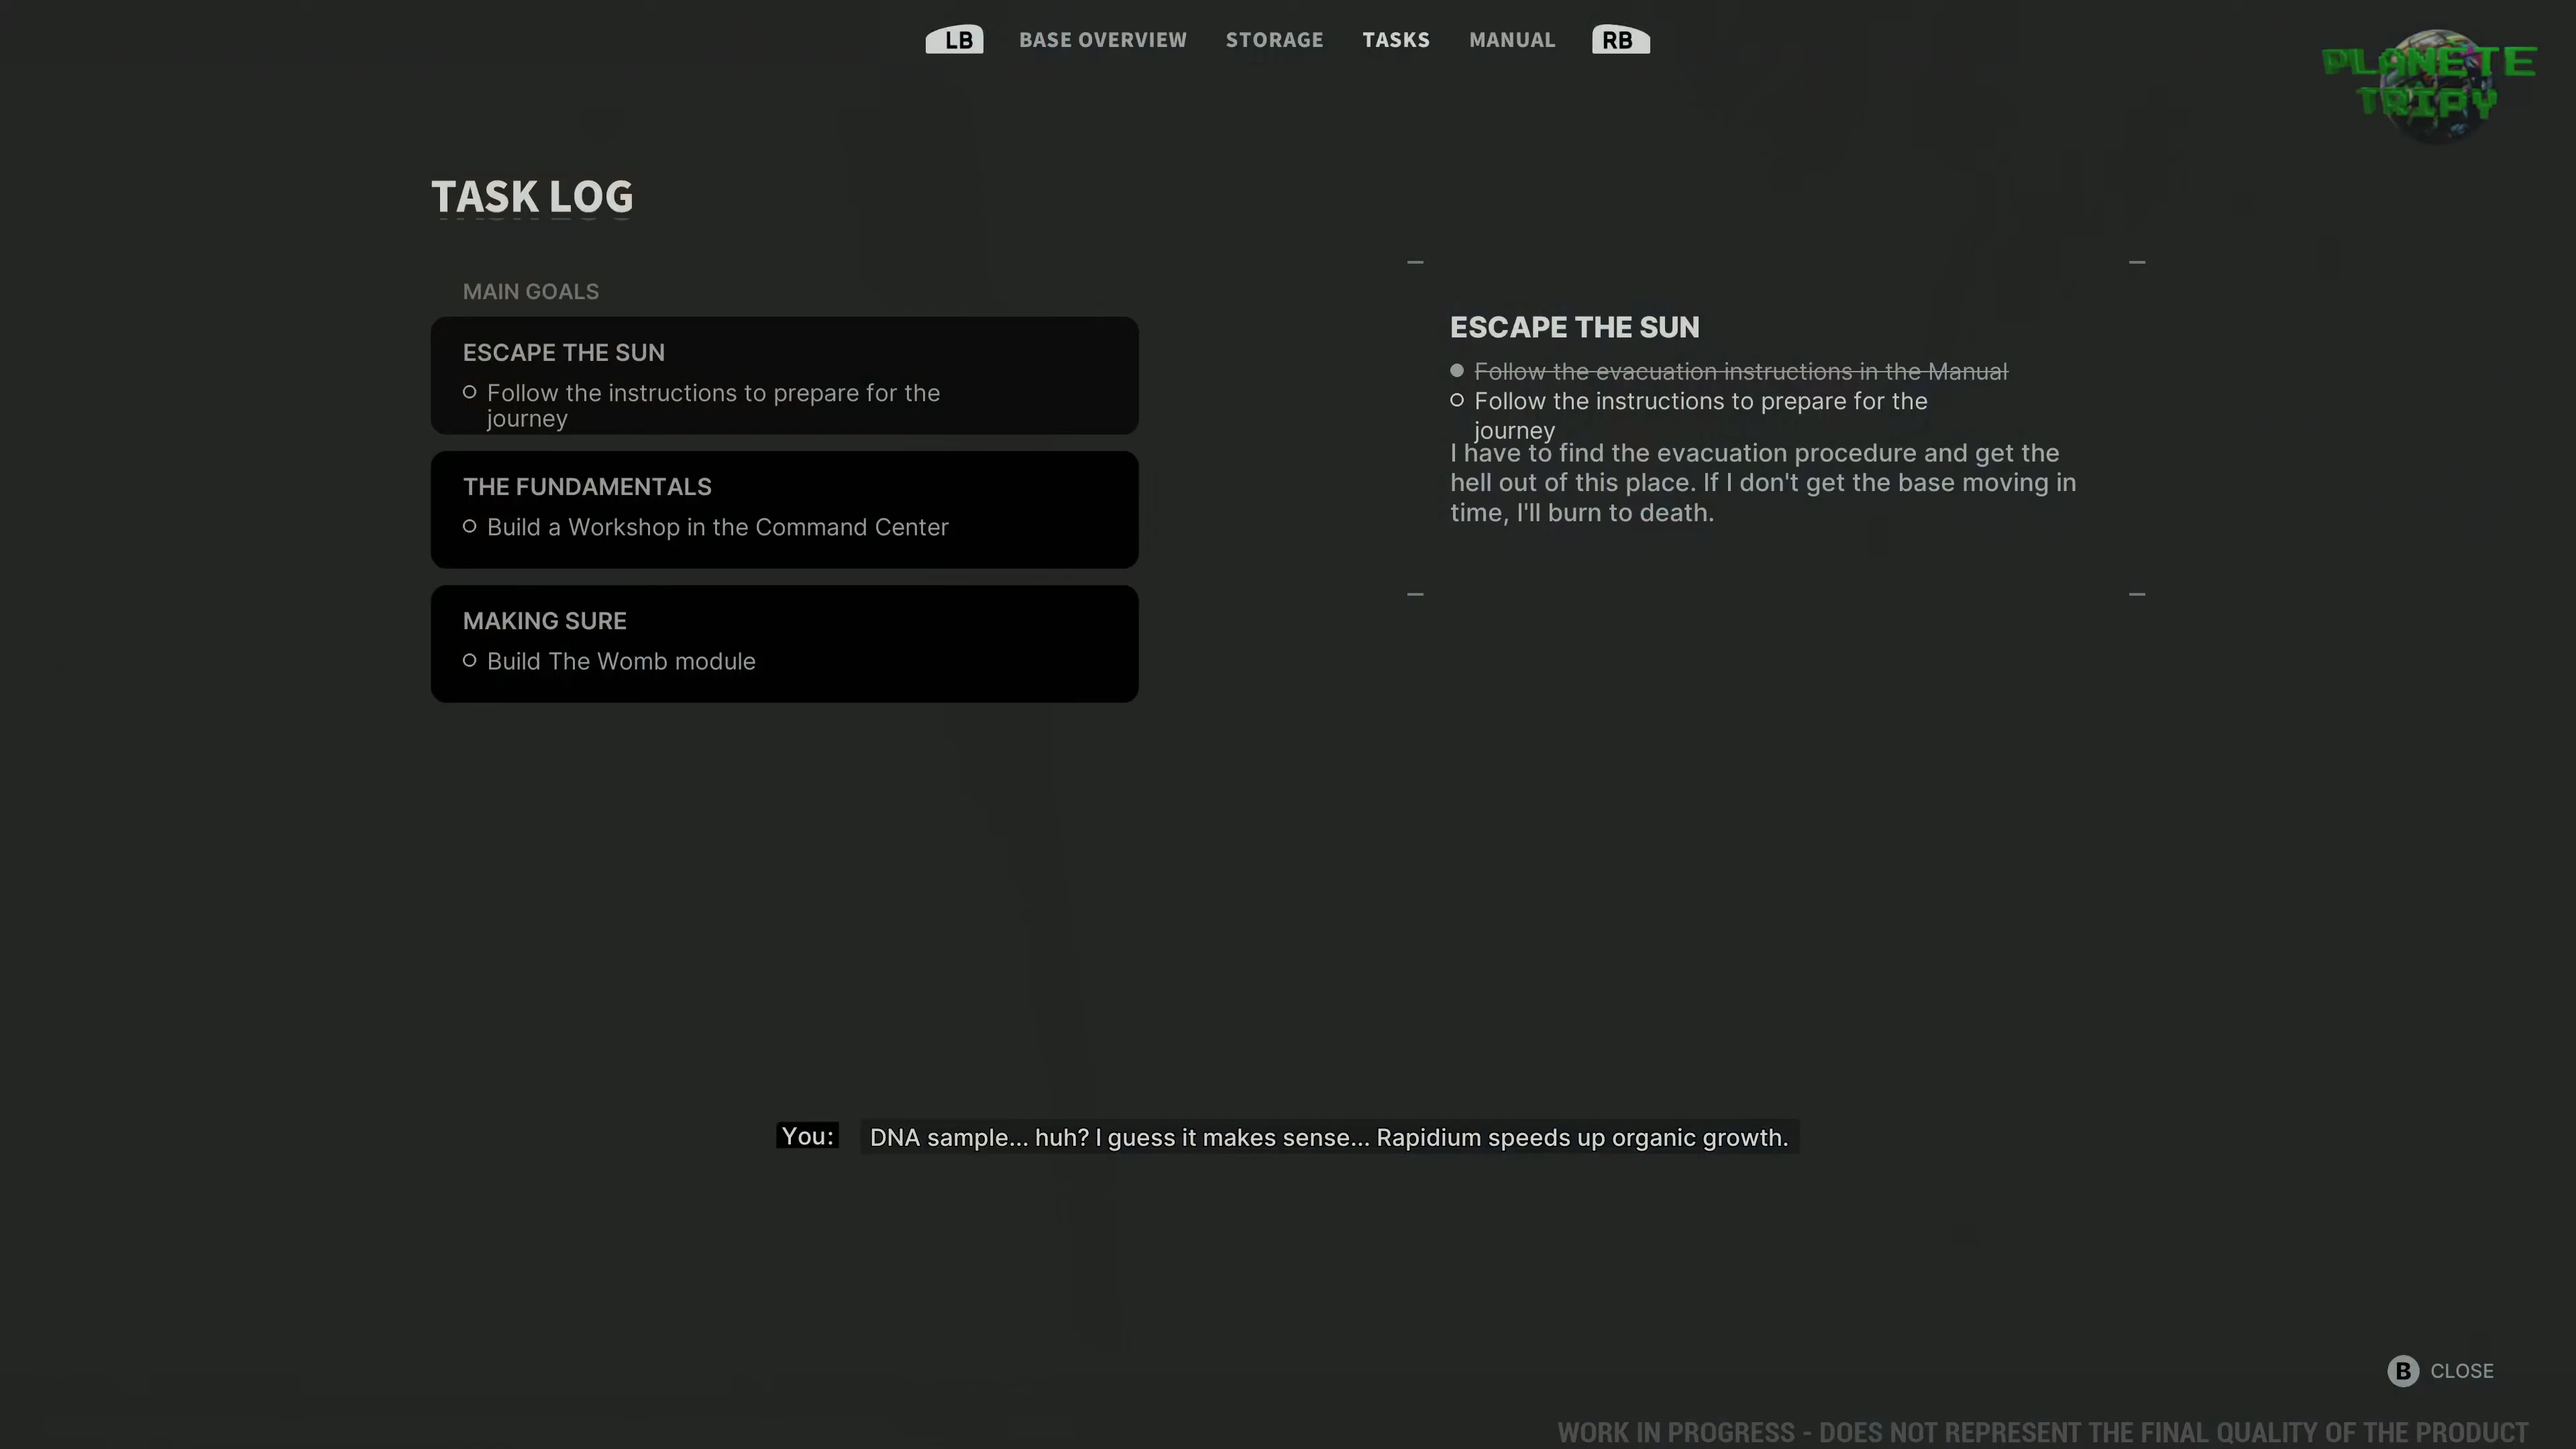 LB BASE OVERVIEW STORAGE TASKS MANUAL RB
PLANETE
TRIPY
TASK LOG
MAIN GOALS
ESCAPE THE SUN
Follow the instructions to prepare for the
journey
THE FUNDAMENTALS
Build a Workshop in the Command Center
MAKING SURE
Build The Womb module
ESCAPE THE SUN
Follow the evacuation instructions in the Manual
Follow the instructions to prepare for the
journey
I have to find the evacuation procedure and get the
hell out of this place. If I don't get the base moving in
time, I'll burn to death.
You: DNA sample... huh? I guess it makes sense... Rapidium speeds up organic growth.
B CLOSE
WORK IN PROGRESS - DOES NOT REPRESENT THE FINAL QUALITY OF THE PRODUCT